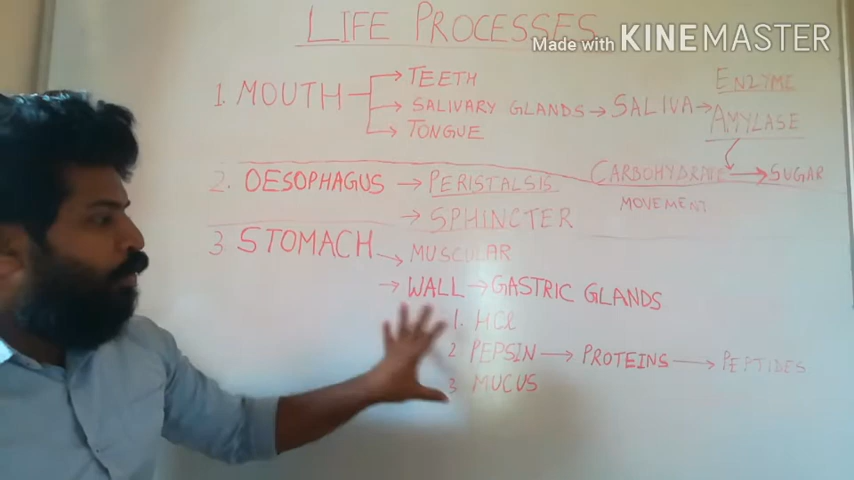 LIFE PROCESSES
Made with KINEMASTER
1. MOUTH → TEETH
→ SALIVARY GLANDS → SALIVA → ENZYME AMYLASE
→ TONGUE
2. OESOPHAGUS → PERISTALSIS CARBOHYDRATE → SUGAR
MOVEMENT
→ SPHINCTER
3 STOMACH → MUSCULAR
→ WALL → GASTRIC GLANDS
1. HCl
2 PEPSIN → PROTEINS → PEPTIDES
3 MUCUS